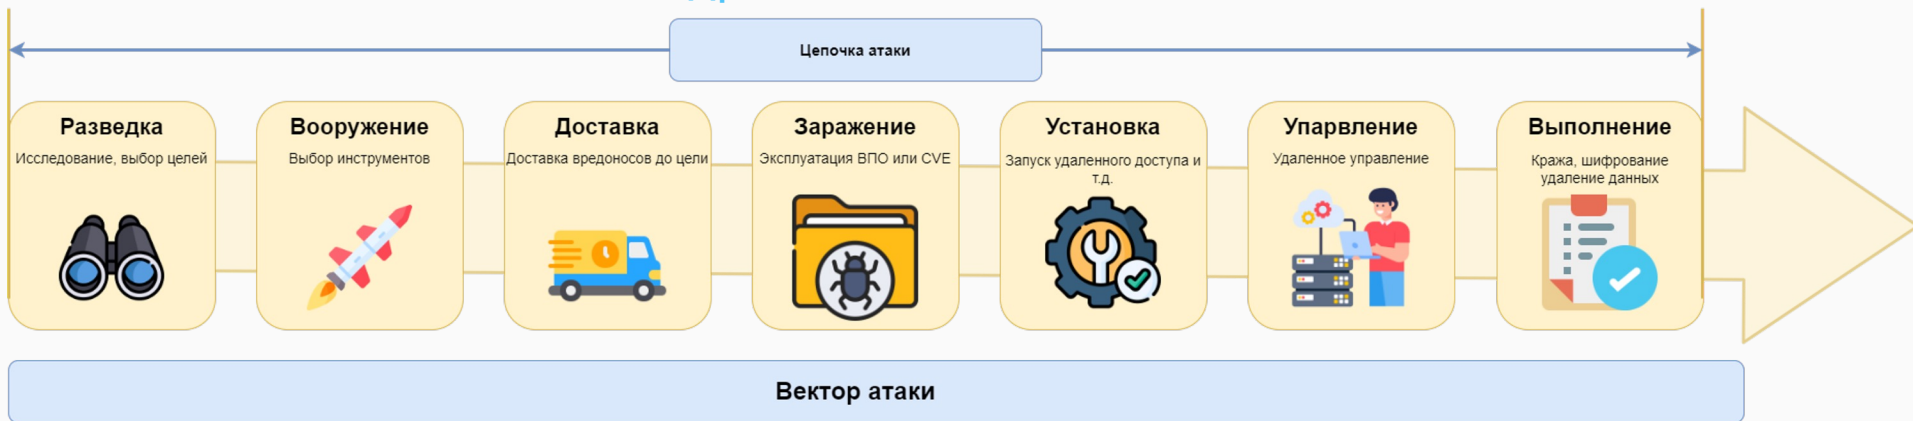 Цепочка атаки
Разведка
Исследование, выбор целей
Вооружение
Выбор инструментов
Доставка
Доставка вредоносов до цели
Заражение
Эксплуатация ВПО или CVE
Установка
Запуск удаленного доступа и
т.д.
Упарвление
Удаленное управление
Выполнение
Кража, шифрование
удаление данных
Вектор атаки